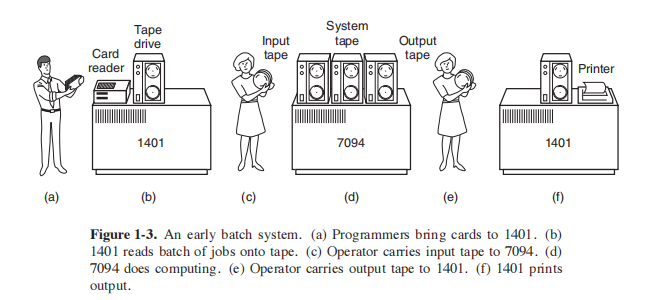 Tape
drive
Card
reader
1401
Input
tape
System
tape
7094
Output
tape
Printer
1401
(a)
(b)
(c)
(d)
(e)
(f)
Figure 1-3. An early batch system. (a) Programmers bring cards to 1401. (b)
1401 reads batch of jobs onto tape. (c) Operator carries input tape to 7094. (d)
7094 does computing. (e) Operator carries output tape to 1401. (f) 1401 prints
output.